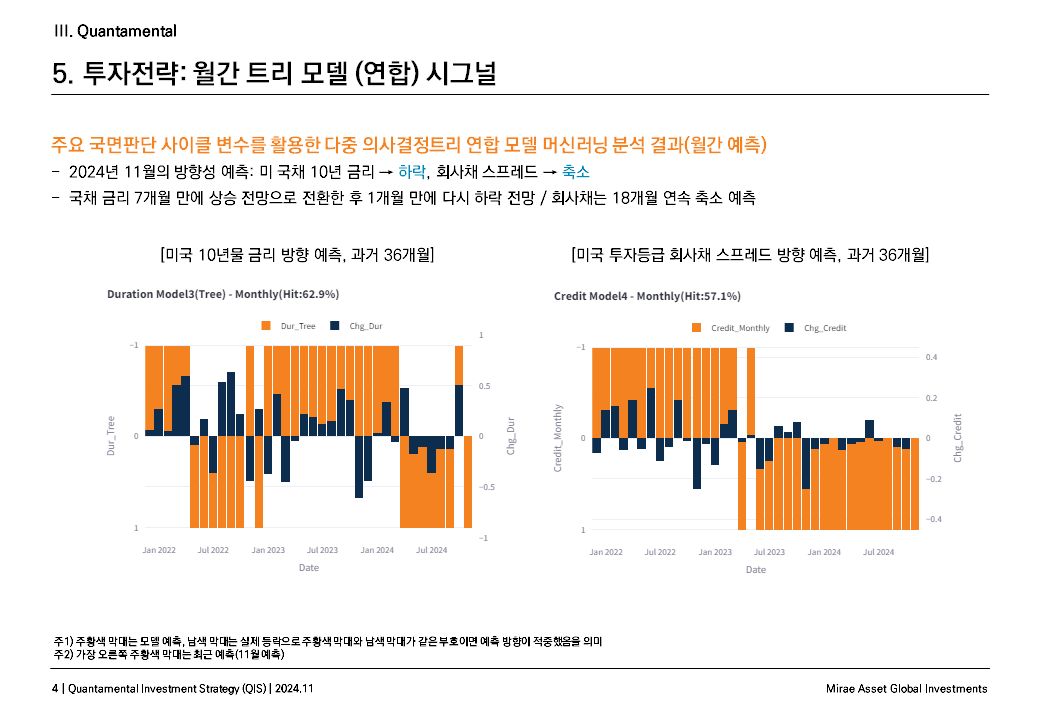 III. Quantamental
5. 투자전략: 월간 트리 모델 (연합) 시그널
주요 국면판단 사이클 변수를 활용한 다중 의사결정트리 연합 모델 머신러닝 분석 결과(월간 예측)
− 2024년 11월의 방향성 예측: 미 국채 10년 금리 → 하락, 회사채 스프레드 → 축소
− 국채 금리 7개월 만에 상승 전망으로 전환한 후 1개월 만에 다시 하락 전망 / 회사채는 18개월 연속 축소 예측
[미국 10년물 금리 방향 예측, 과거 36개월]
Duration Model3(Tree) - Monthly(Hit:62.9%)
Dur_Tree Chg_Dur
−1
0
1
Dur_Tree
1
0.5
0
−0.5
−1
Chg_Dur
Jan 2022 Jul 2022 Jan 2023 Jul 2023 Jan 2024 Jul 2024
Date
[미국 투자등급 회사채 스프레드 방향 예측, 과거 36개월]
Credit Model4 - Monthly(Hit:57.1%)
Credit_Monthly Chg_Credit
−1
0
1
Credit_Monthly
0.4
0.2
0
−0.2
−0.4
Chg_Credit
Jan 2022 Jul 2022 Jan 2023 Jul 2023 Jan 2024 Jul 2024
Date
주1) 주황색 막대는 모델 예측, 남색 막대는 실제 등락으로 주황색 막대와 남색 막대가 같은 부호이면 예측 방향이 적중했음을 의미
주2) 가장 오른쪽 주황색 막대는 최근 예측(11월 예측)
4 | Quantamental Investment Strategy (QIS) | 2024.11
Mirae Asset Global Investments